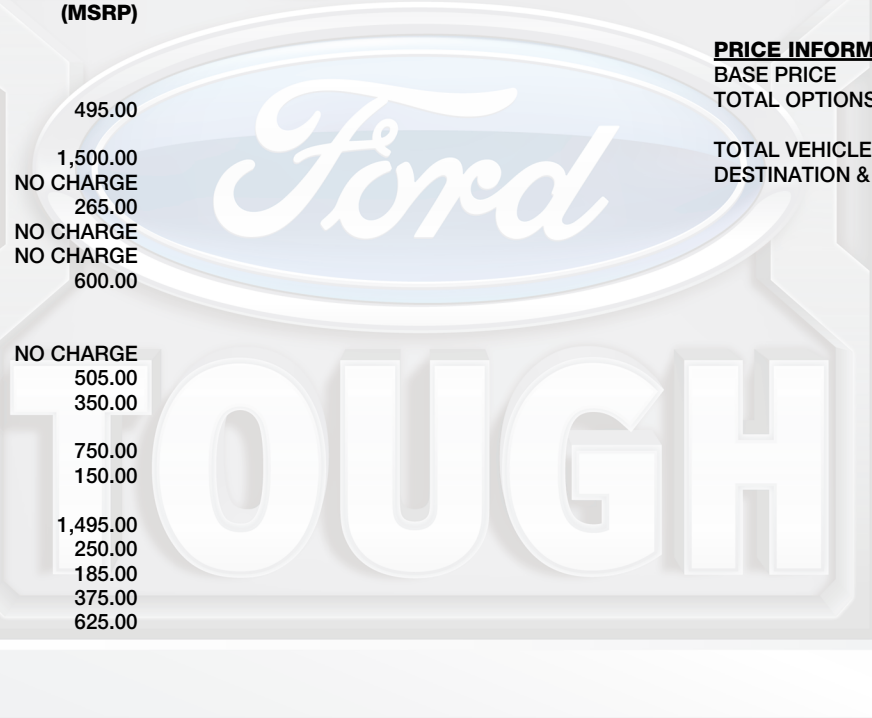 (MSRP)
495.00
1,500.00
NO CHARGE
265.00
NO CHARGE
NO CHARGE
600.00
NO CHARGE
505.00
350.00
750.00
150.00
1,495.00
250.00
185.00
375.00
625.00
PRICE INFORM
BASE PRICE
TOTAL OPTIONS
TOTAL VEHICLE
DESTINATION &
Ford
TOUGH